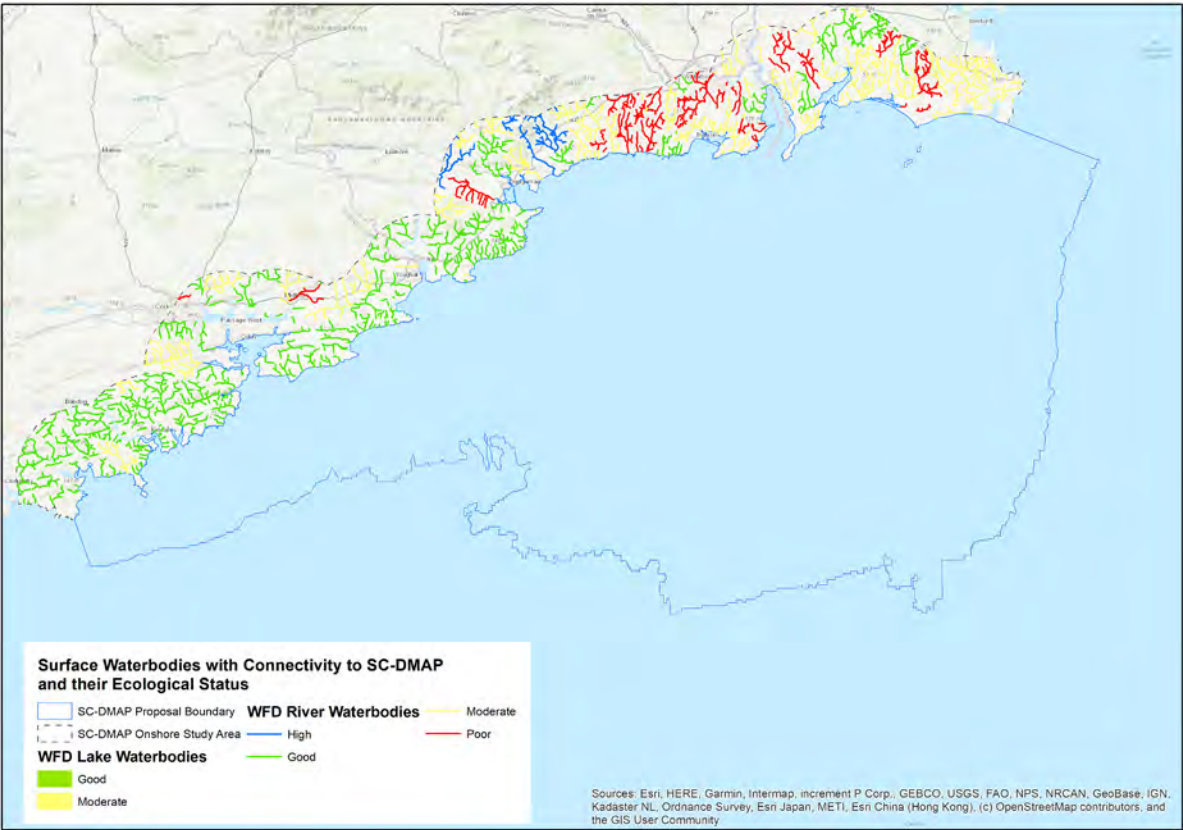 Passage West
Youghal
Surface Waterbodies with Connectivity to SC-DMAP
and their Ecological Status
SC-DMAP Proposal Boundary
SC-DMAP Onshore Study Area
WFD Lake Waterbodies
Good
Moderate
WFD River Waterbodies
High
Good
Moderate
Poor
Sources: Esri, HERE, Garmin, Intermap, increment P Corp., GEBCO, USGS, FAO, NPS, NRCAN, GeoBase, IGN,
Kadaster NL, Ordnance Survey, Esri Japan, METI, Esri China (Hong Kong), (c) OpenStreetMap contributors, and
the GIS User Community